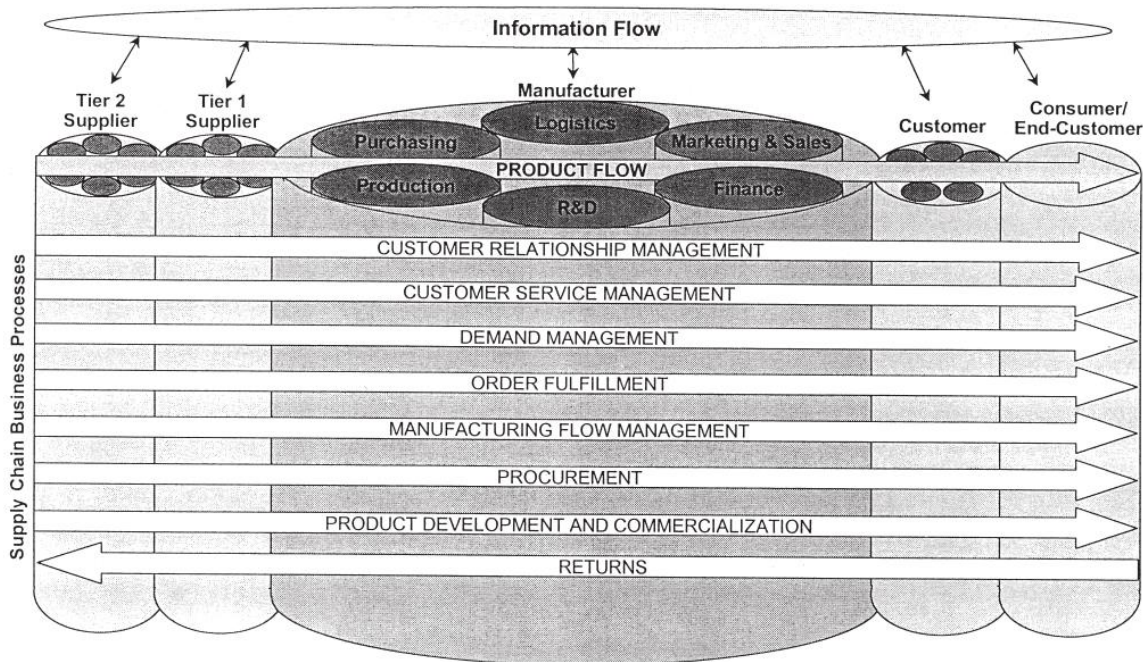 Information Flow
Tier 2
Supplier
Tier 1
Supplier
Manufacturer
Consumer/
End-Customer
Customer
Logistics
Purchasing
Marketing & Sales
PRODUCT FLOW
Production
Finance
R&D
Supply Chain Business Processes
CUSTOMER RELATIONSHIP MANAGEMENT
CUSTOMER SERVICE MANAGEMENT
DEMAND MANAGEMENT
ORDER FULFILLMENT
MANUFACTURING FLOW MANAGEMENT
PROCUREMENT
PRODUCT DEVELOPMENT AND COMMERCIALIZATION
RETURNS